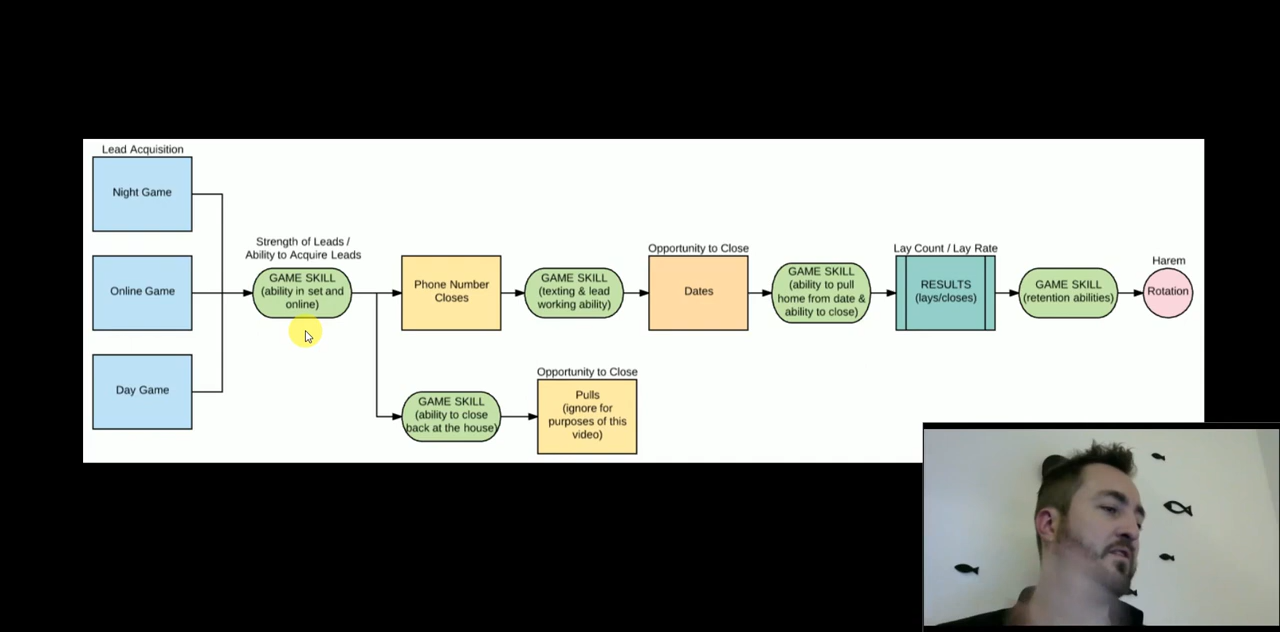 Lead Acquisition
Night Game
Online Game
Day Game
Strength of Leads /
Ability to Acquire Leads
GAME SKILL
(ability in set and
online)
Phone Number
Closes
GAME SKILL
(texting & lead
working ability)
Opportunity to Close
Dates
GAME SKILL
(ability to pull
home from date &
ability to close)
Lay Count / Lay Rate
RESULTS
(lays/closes)
GAME SKILL
(retention abilities)
Harem
Rotation
GAME SKILL
(ability to close
back at the house)
Opportunity to Close
Pulls
(ignore for
purposes of this
video)